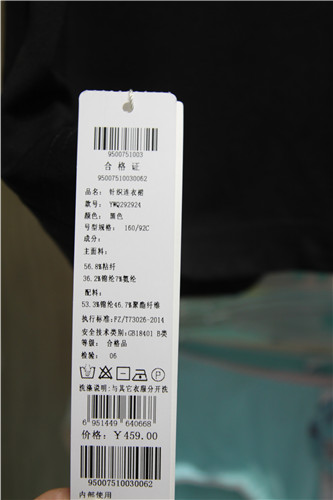 9500751003
合格证
95007510030062
品名: 针织连衣裙
款号: YWQ292924
颜色: 黑色
号型规格: 160/92C
成分:
主面料:
56.8%粘纤
36.2%锦纶7%氨纶
配料:
53.3%锦纶46.7%聚酯纤维
执行标准:FZ/T73026-2014
安全技术类别:GB18401 B类
等级: 合格品
检验: 06
洗涤说明:与其它衣服分开洗
6 951449 640668
价格: ￥459.00
95007510030062
内部使用